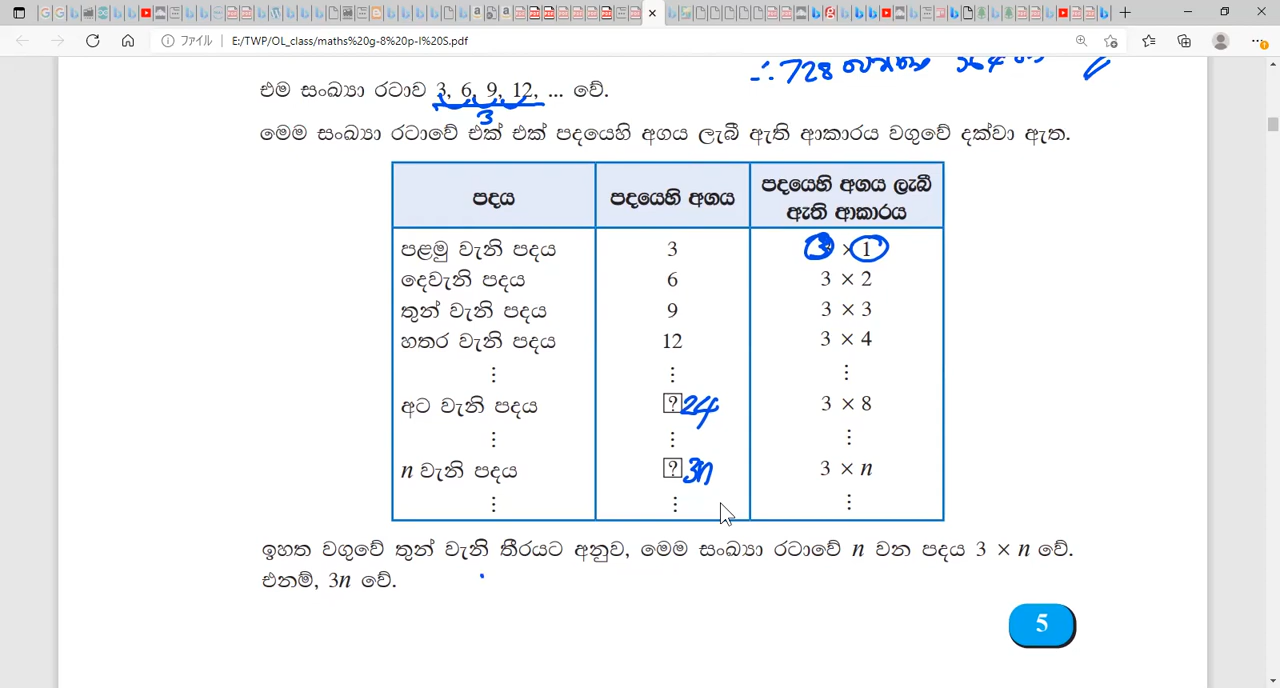 ファイル E:/TWP/OL_class/maths%20g-8%20p-I%20S.pdf
∴ 728
එම සංඛ්‍යා රටාව 3, 6, 9, 12, ... වේ.
3
මෙම සංඛ්‍යා රටාවේ එක් එක් පදයෙහි අගය ලැබී ඇති ආකාරය වගුවේ දක්වා ඇත.
පදය පදයෙහි අගය පදයෙහි අගය ලැබී
ඇති ආකාරය
පළමු වැනි පදය 3 3 × 1
දෙවැනි පදය 6 3 × 2
තුන් වැනි පදය 9 3 × 3
හතර වැනි පදය 12 3 × 4
⋮ ⋮ ⋮
අට වැනි පදය ? 24 3 × 8
⋮ ⋮ ⋮
n වැනි පදය ? 3n 3 × n
⋮ ⋮ ⋮
ඉහත වගුවේ තුන් වැනි තීරයට අනුව, මෙම සංඛ්‍යා රටාවේ n වන පදය 3 × n වේ.
එනම්, 3n වේ.
5